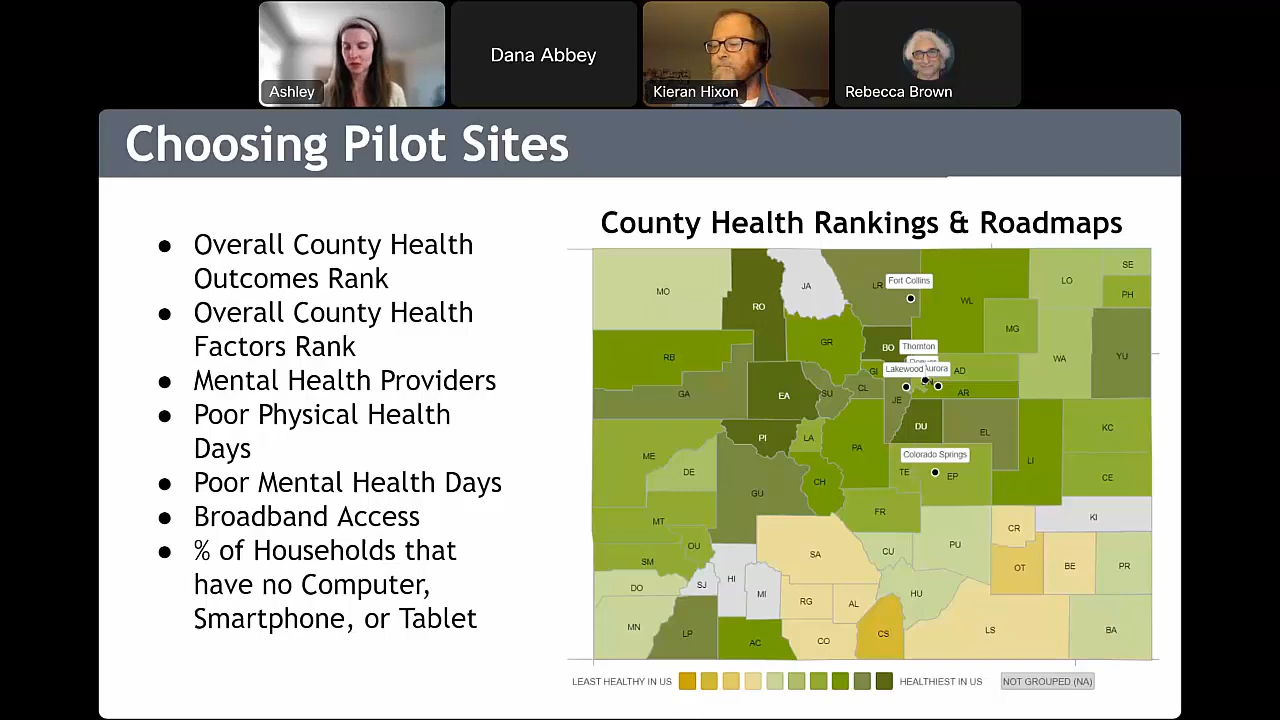 Ashley
Dana Abbey
Kieran Hixon
Rebecca Brown
Choosing Pilot Sites
● Overall County Health
Outcomes Rank
● Overall County Health
Factors Rank
● Mental Health Providers
● Poor Physical Health
Days
● Poor Mental Health Days
● Broadband Access
● % of Households that
have no Computer,
Smartphone, or Tablet
County Health Rankings & Roadmaps
MO
RO
JA
LR
Fort Collins
WL
LO
SE
PH
MG
RB
GR
BO
Thornton
WA
YU
GA
EA
SU
CL
GI
Lakewood
Aurora
AD
JE
AR
PI
LA
PA
DU
EL
LI
KC
ME
DE
GU
CH
TE
Colorado Springs
EP
CE
MT
FR
OU
SM
SA
CU
PU
CR
KI
DO
SJ
HI
MI
RG
AL
HU
OT
BE
PR
MN
LP
AC
CO
CS
LS
BA
LEAST HEALTHY IN US
HEALTHIEST IN US
NOT GROUPED (NA)